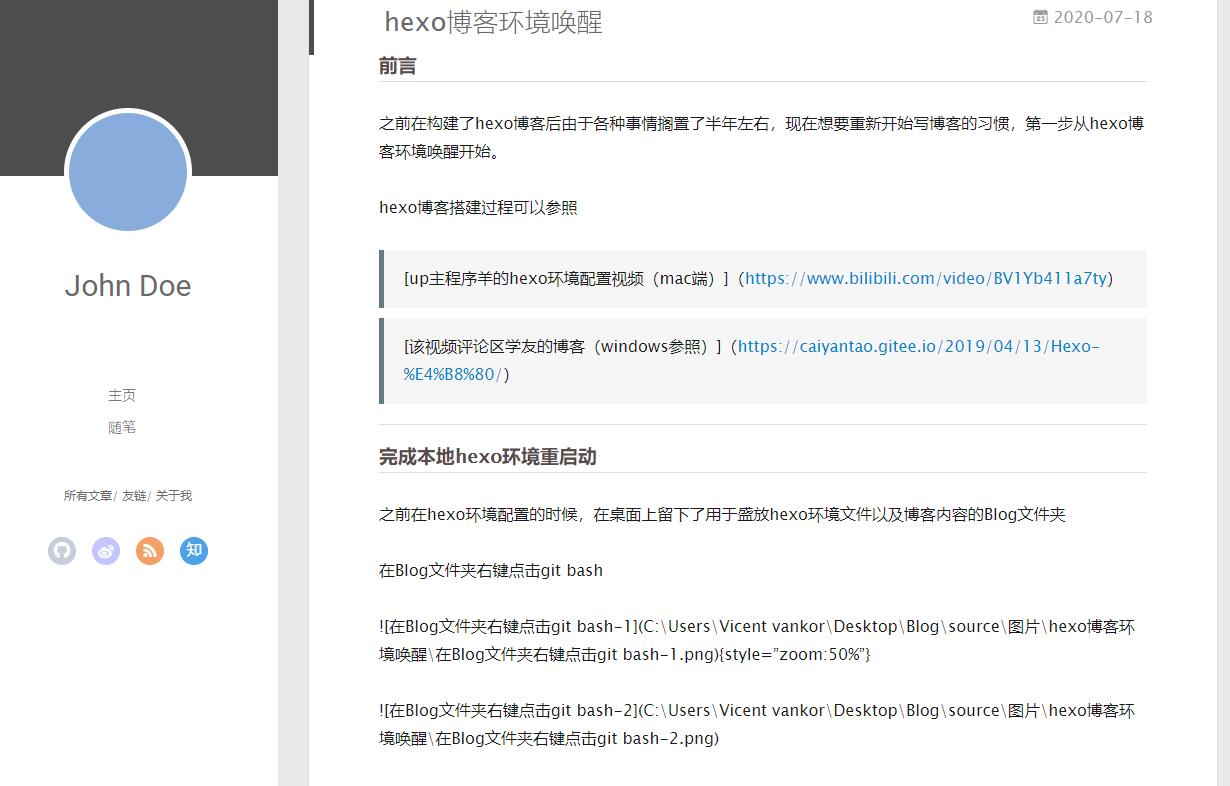 hexo博客环境唤醒
2020-07-18
前言
之前在构建了hexo博客后由于各种事情搁置了半年左右，现在想要重新开始写博客的习惯，第一步从hexo博
客环境唤醒开始。
hexo博客搭建过程可以参照
[up主程序羊的hexo环境配置视频（mac端）]（https://www.bilibili.com/video/BV1Yb411a7ty)
[该视频评论区学友的博客（windows参照）]（https://caiyantao.gitee.io/2019/04/13/Hexo-
%E4%B8%80/)
完成本地hexo环境重启动
之前在hexo环境配置的时候，在桌面上留下了用于盛放hexo环境文件以及博客内容的Blog文件夹
在Blog文件夹右键点击git bash
![在Blog文件夹右键点击git bash-1](C:\Users\Vicent vankor\Desktop\Blog\source\图片\hexo博客环
境唤醒\在Blog文件夹右键点击git bash-1.png){style=”zoom:50%”}
![在Blog文件夹右键点击git bash-2](C:\Users\Vicent vankor\Desktop\Blog\source\图片\hexo博客环
境唤醒\在Blog文件夹右键点击git bash-2.png)
John Doe
主页
随笔
所有文章/ 友链/ 关于我
知